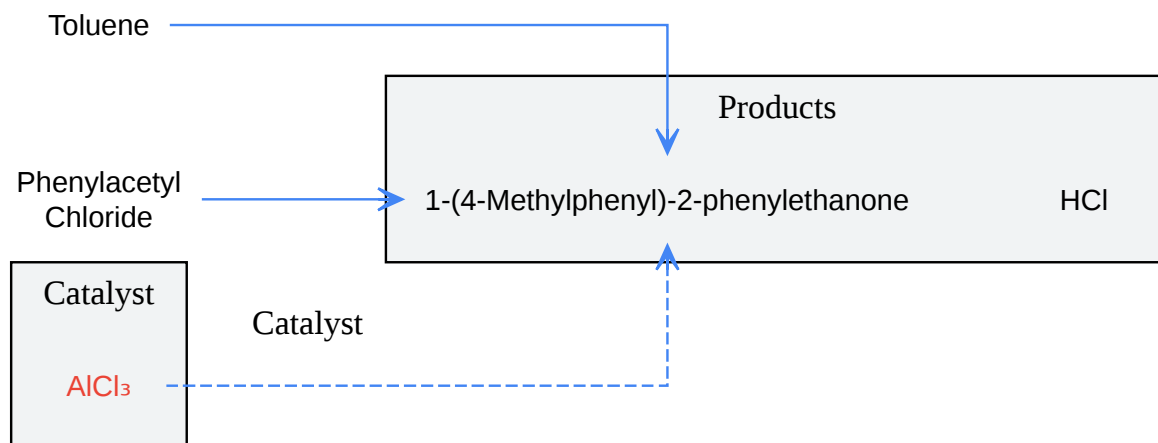 Toluene
Products
Phenylacetyl
Chloride
1-(4-Methylphenyl)-2-phenylethanone
HCl
Catalyst
Catalyst
AlCl₃